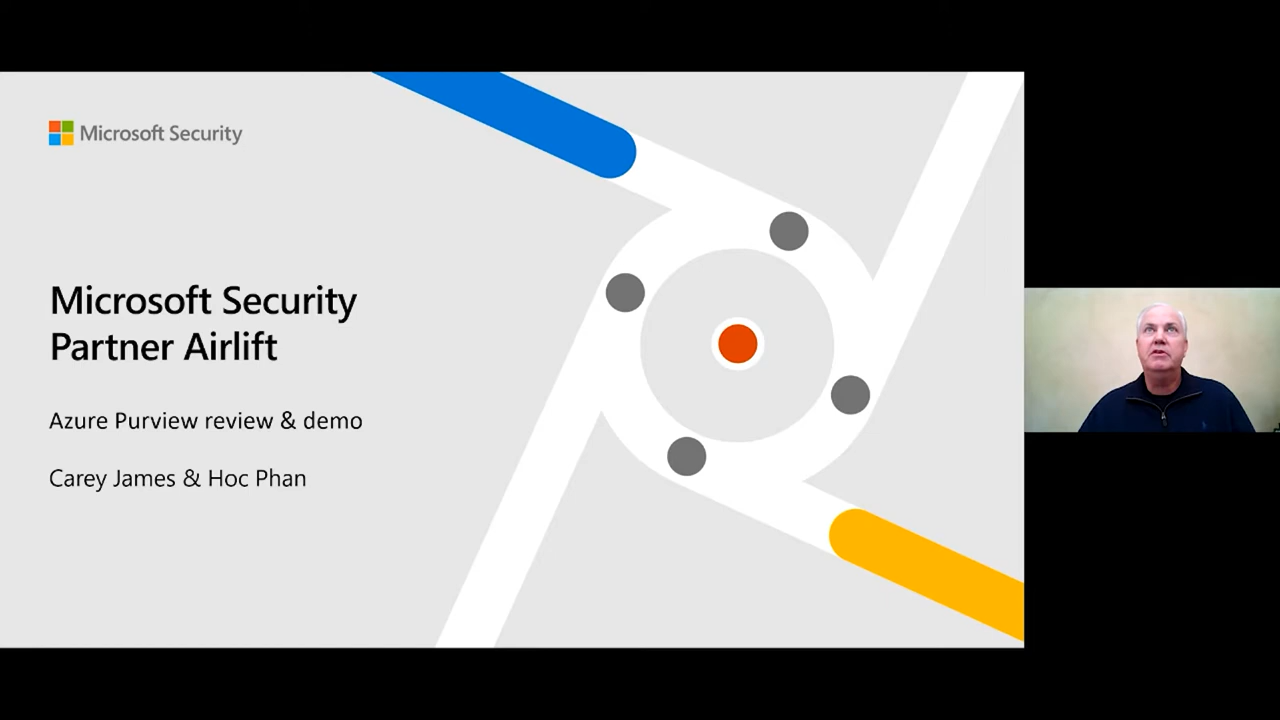 Microsoft Security
Microsoft Security
Partner Airlift
Azure Purview review & demo
Carey James & Hoc Phan